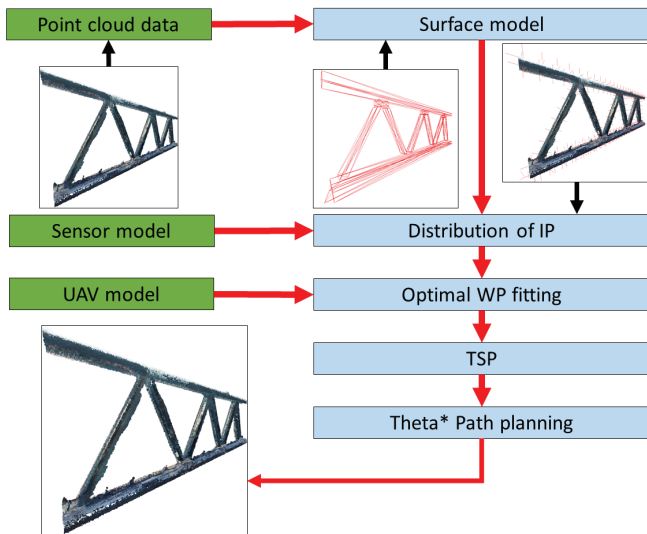 Point cloud data
Surface model
Sensor model
Distribution of IP
UAV model
Optimal WP fitting
TSP
Theta* Path planning